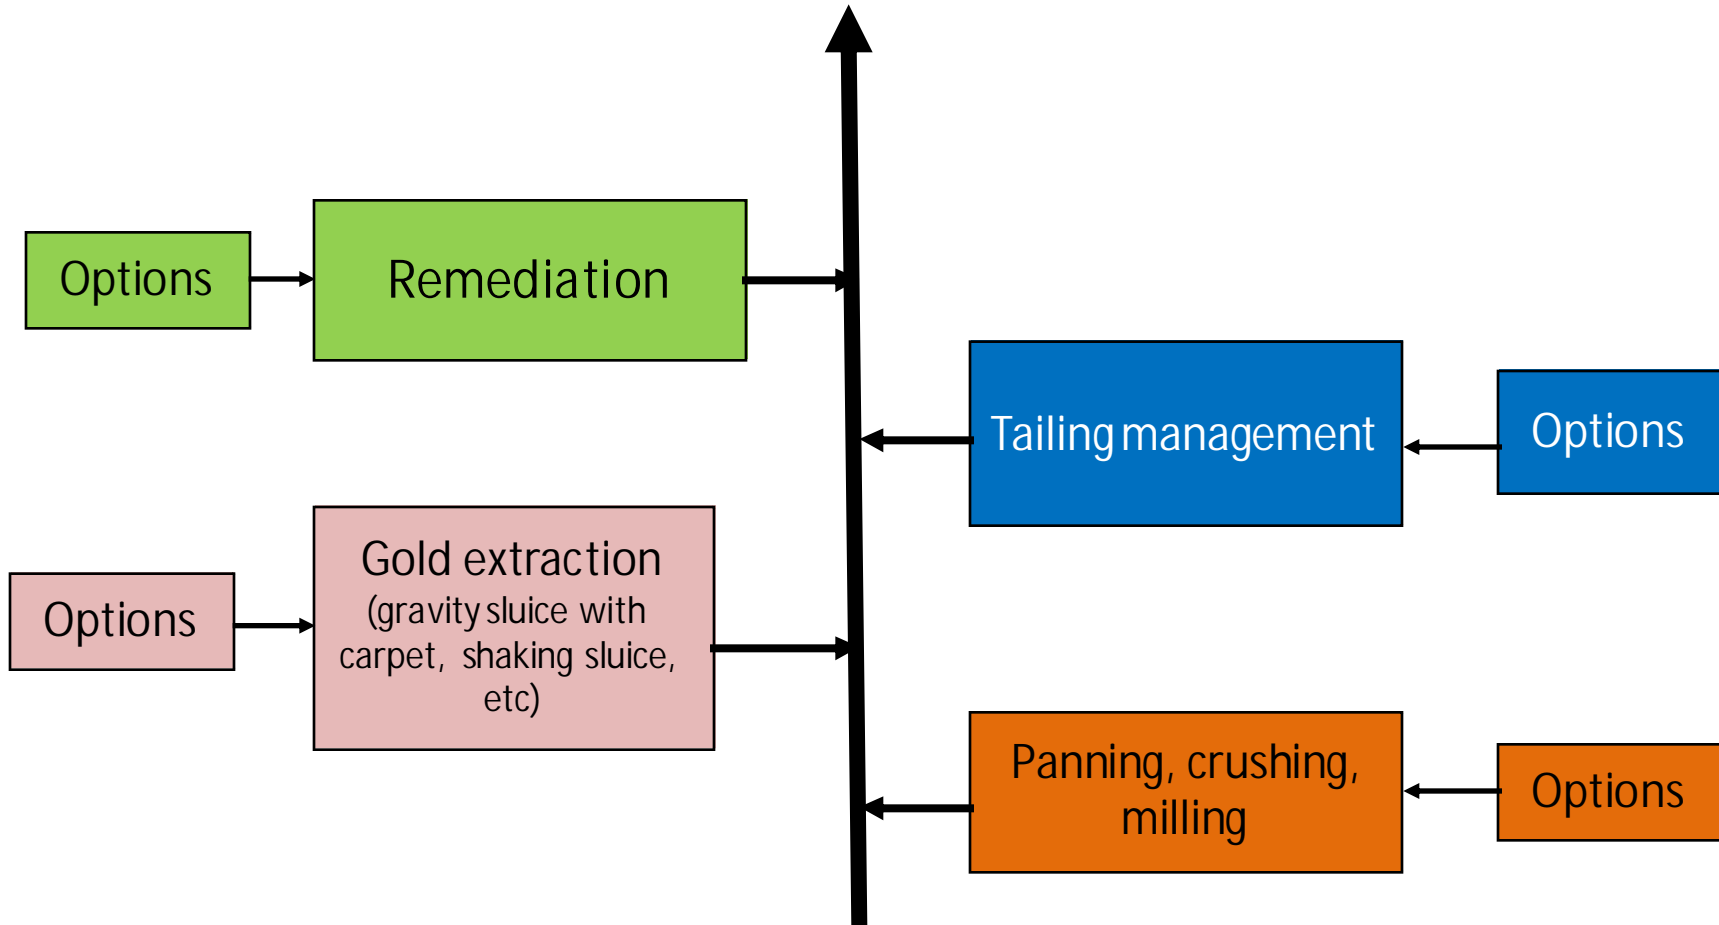 Options
Remediation
Tailing management
Options
Options
Gold extraction
(gravity sluice with
carpet, shaking sluice,
etc)
Panning, crushing,
milling
Options